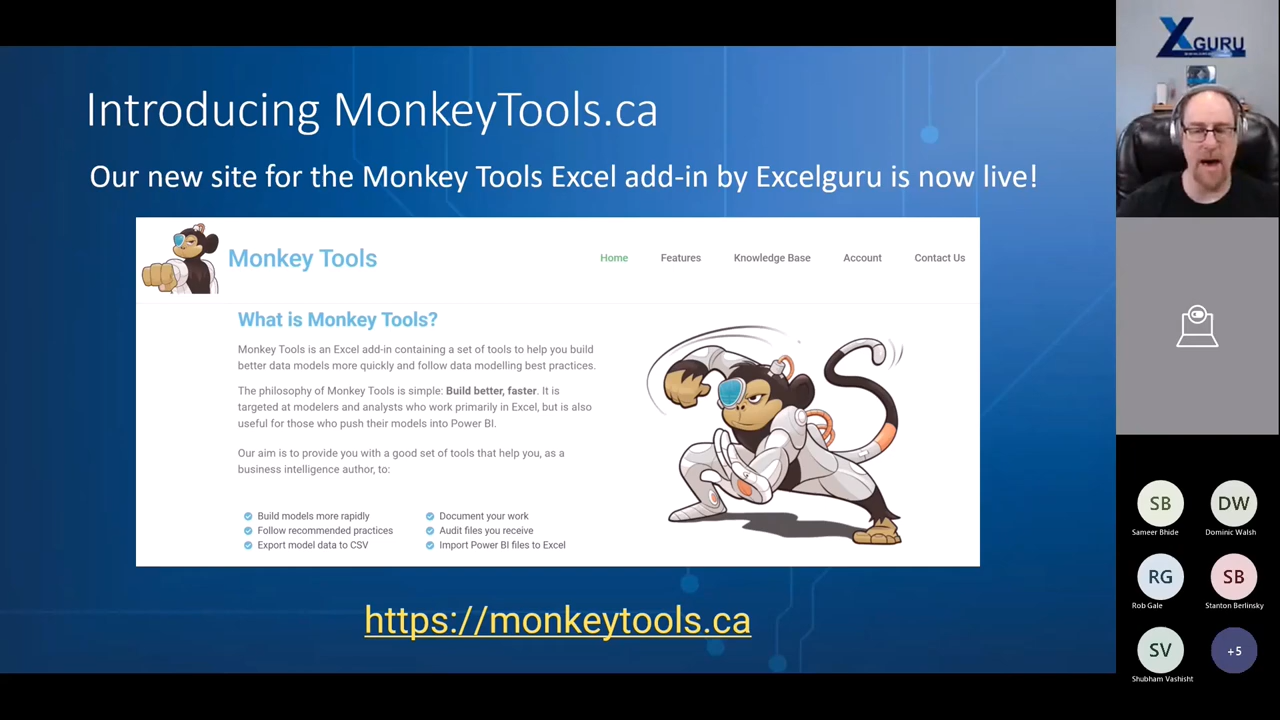 Introducing MonkeyTools.ca
Our new site for the Monkey Tools Excel add-in by Excelguru is now live!
Monkey Tools
Home
Features
Knowledge Base
Account
Contact Us
What is Monkey Tools?
Monkey Tools is an Excel add-in containing a set of tools to help you build
better data models more quickly and follow data modelling best practices.
The philosophy of Monkey Tools is simple: Build better, faster. It is
targeted at modelers and analysts who work primarily in Excel, but is also
useful for those who push their models into Power BI.
Our aim is to provide you with a good set of tools that help you, as a
business intelligence author, to:
Build models more rapidly
Follow recommended practices
Export model data to CSV
Document your work
Audit files you receive
Import Power BI files to Excel
https://monkeytools.ca
XLGURU
SB
Sameer Bhide
DW
Dominic Walsh
RG
Rob Gale
SB
Stanton Berlinsky
SV
Shubham Vashisht
+5